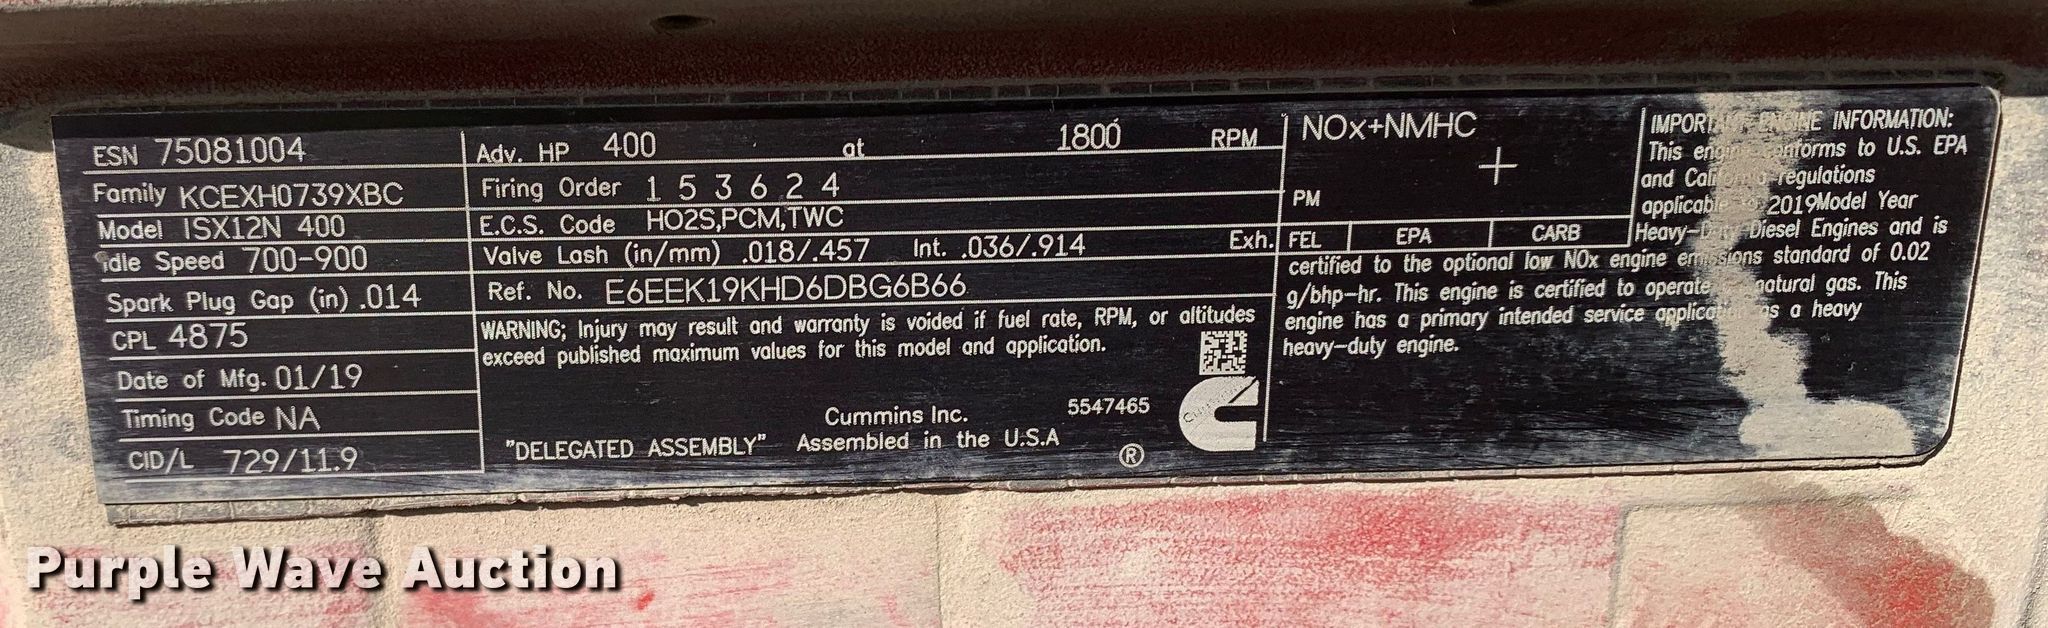 ESN 75081004
Family KCEXH0739XBC
Model ISX12N 400
Idle Speed 700-900
Spark Plug Gap (in) .014
CPL 4875
Date of Mfg. 01/19
Timing Code NA
CID/L 729/11.9
Adv. HP 400 at 1800 RPM
Firing Order 1 5 3 6 2 4
E.C.S. Code HO2S,PCM,TWC
Valve Lash (in/mm) .018/.457 Int. .036/.914 Exh.
Ref. No. E6EEK19KHD6DBG6B66
WARNING; Injury may result and warranty is voided if fuel rate, RPM, or altitudes
exceed published maximum values for this model and application.
Cummins Inc. 5547465
"DELEGATED ASSEMBLY" Assembled in the U.S.A
Cummins
®
NOx+NMHC
+
PM
FEL EPA CARB
IMPORTANT ENGINE INFORMATION:
This engine conforms to U.S. EPA
and California regulations
applicable 2019Model Year
Heavy-Duty Diesel Engines and is
certified to the optional low NOx engine emissions standard of 0.02
g/bhp-hr. This engine is certified to operate natural gas. This
engine has a primary intended service application as a heavy
heavy-duty engine.
Purple Wave Auction